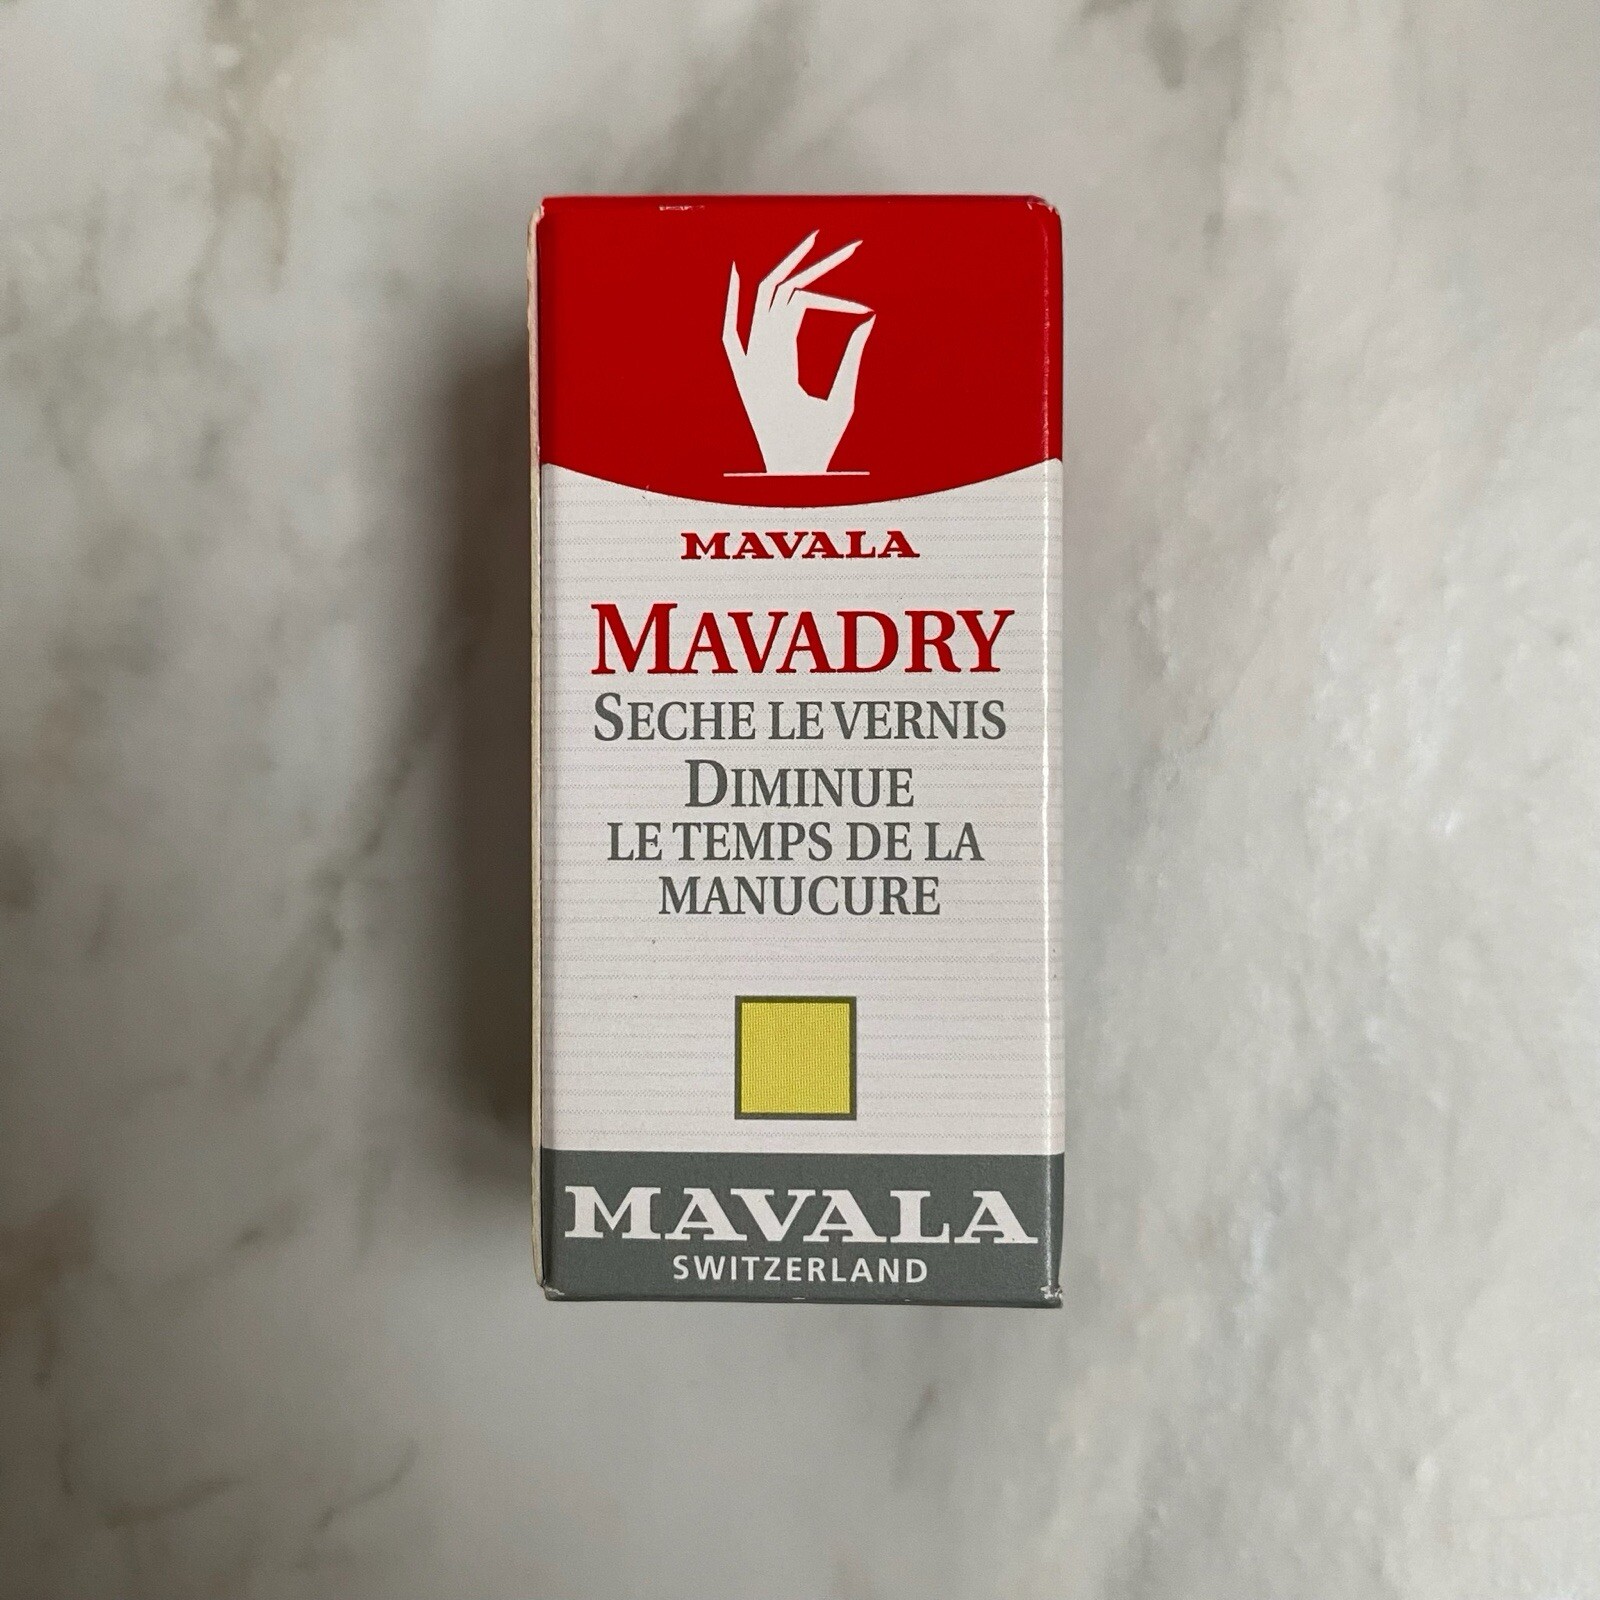 MAVALA
MAVADRY
SECHE LE VERNIS
DIMINUE
LE TEMPS DE LA
MANUCURE
MAVALA
SWITZERLAND